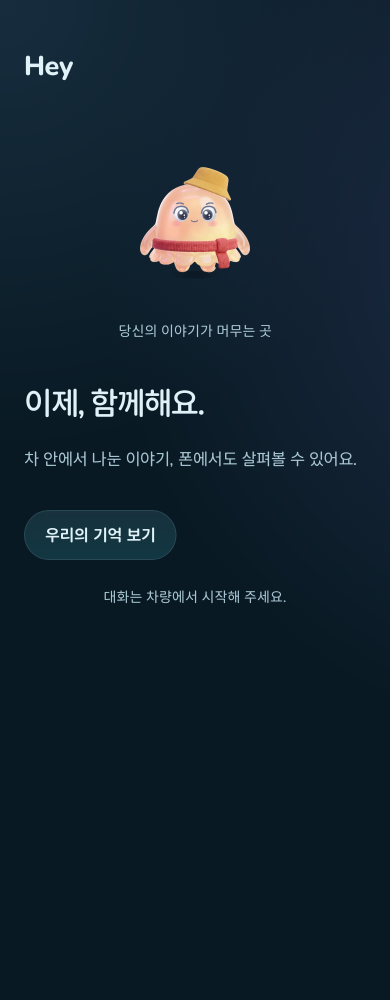 Hey
당신의 이야기가 머무는 곳
이제, 함께해요.
차 안에서 나눈 이야기, 폰에서도 살펴볼 수 있어요.
우리의 기억 보기
대화는 차량에서 시작해 주세요.